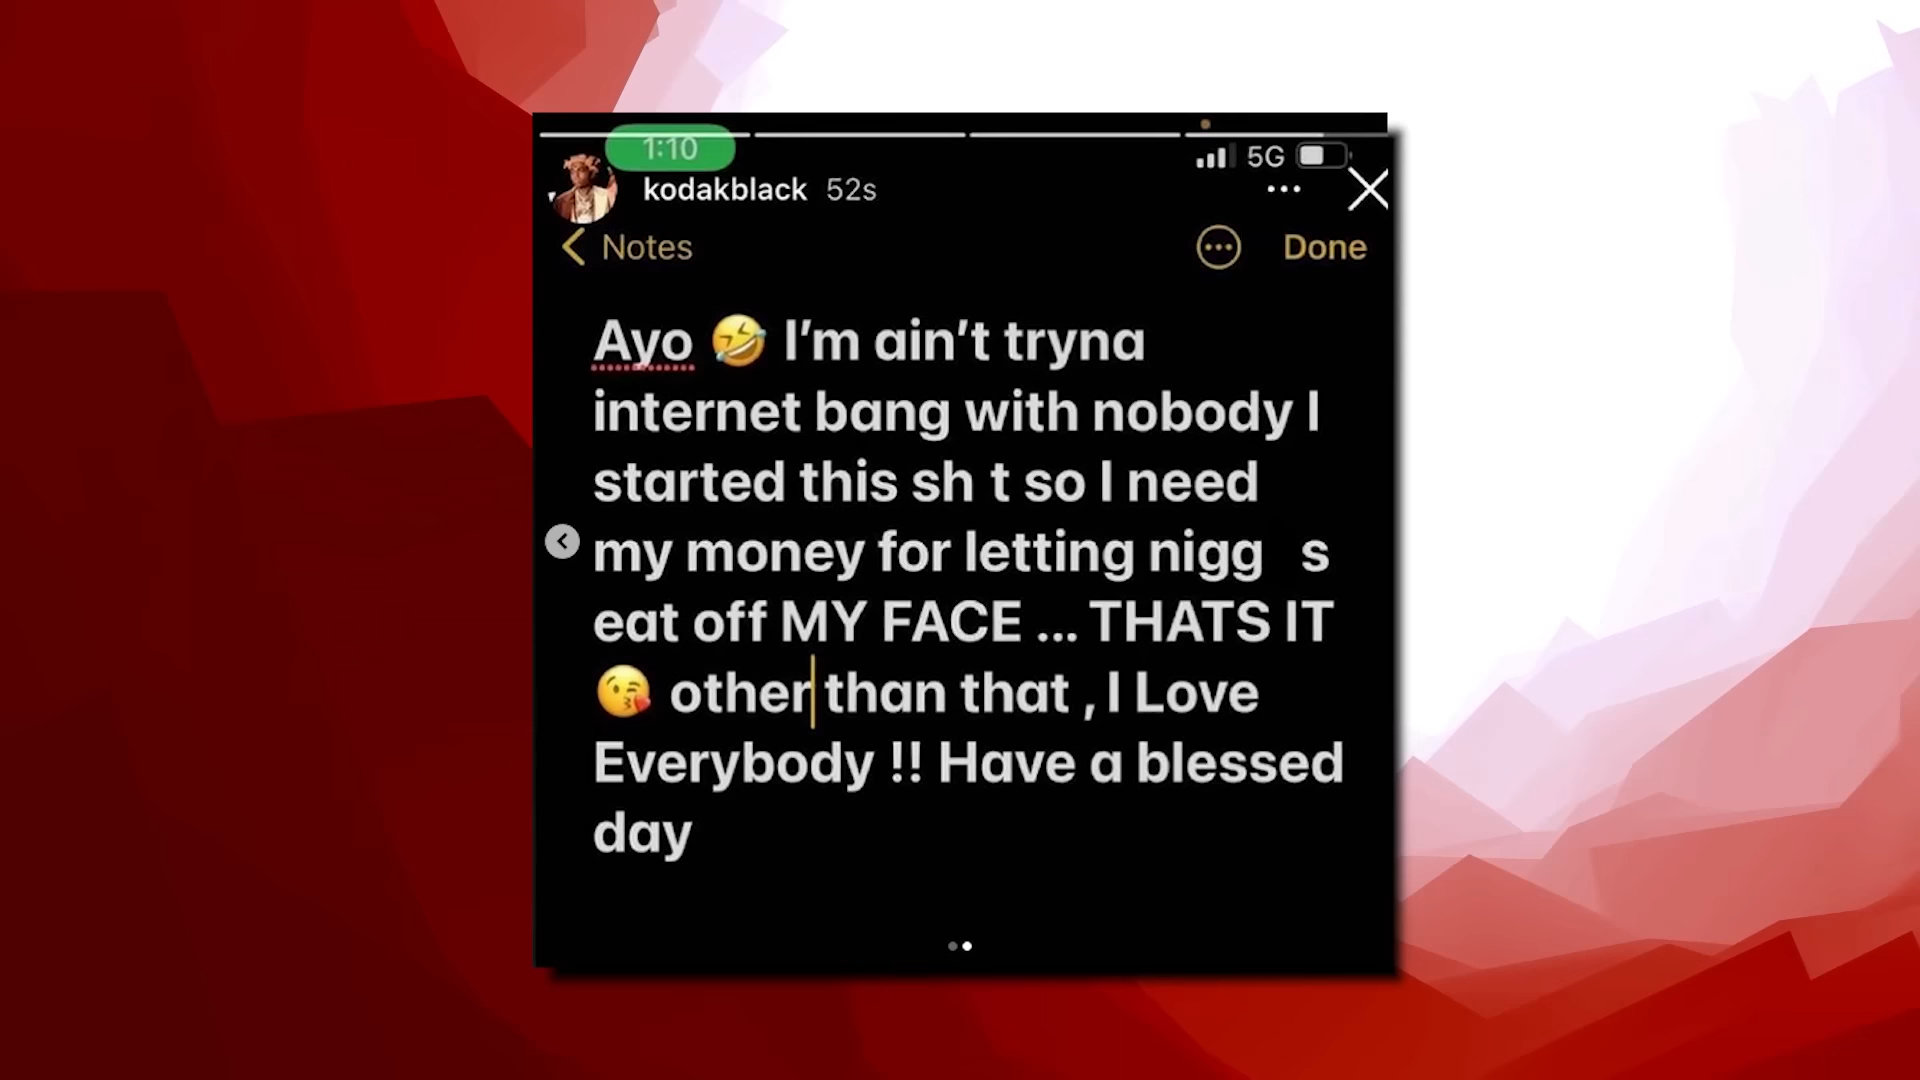 1:10
5G
kodakblack 52s
Notes
Done
Ayo 🤣 I'm ain't tryna
internet bang with nobody I
started this sh t so I need
my money for letting nigg s
eat off MY FACE ... THATS IT
😘 other than that , I Love
Everybody !! Have a blessed
day